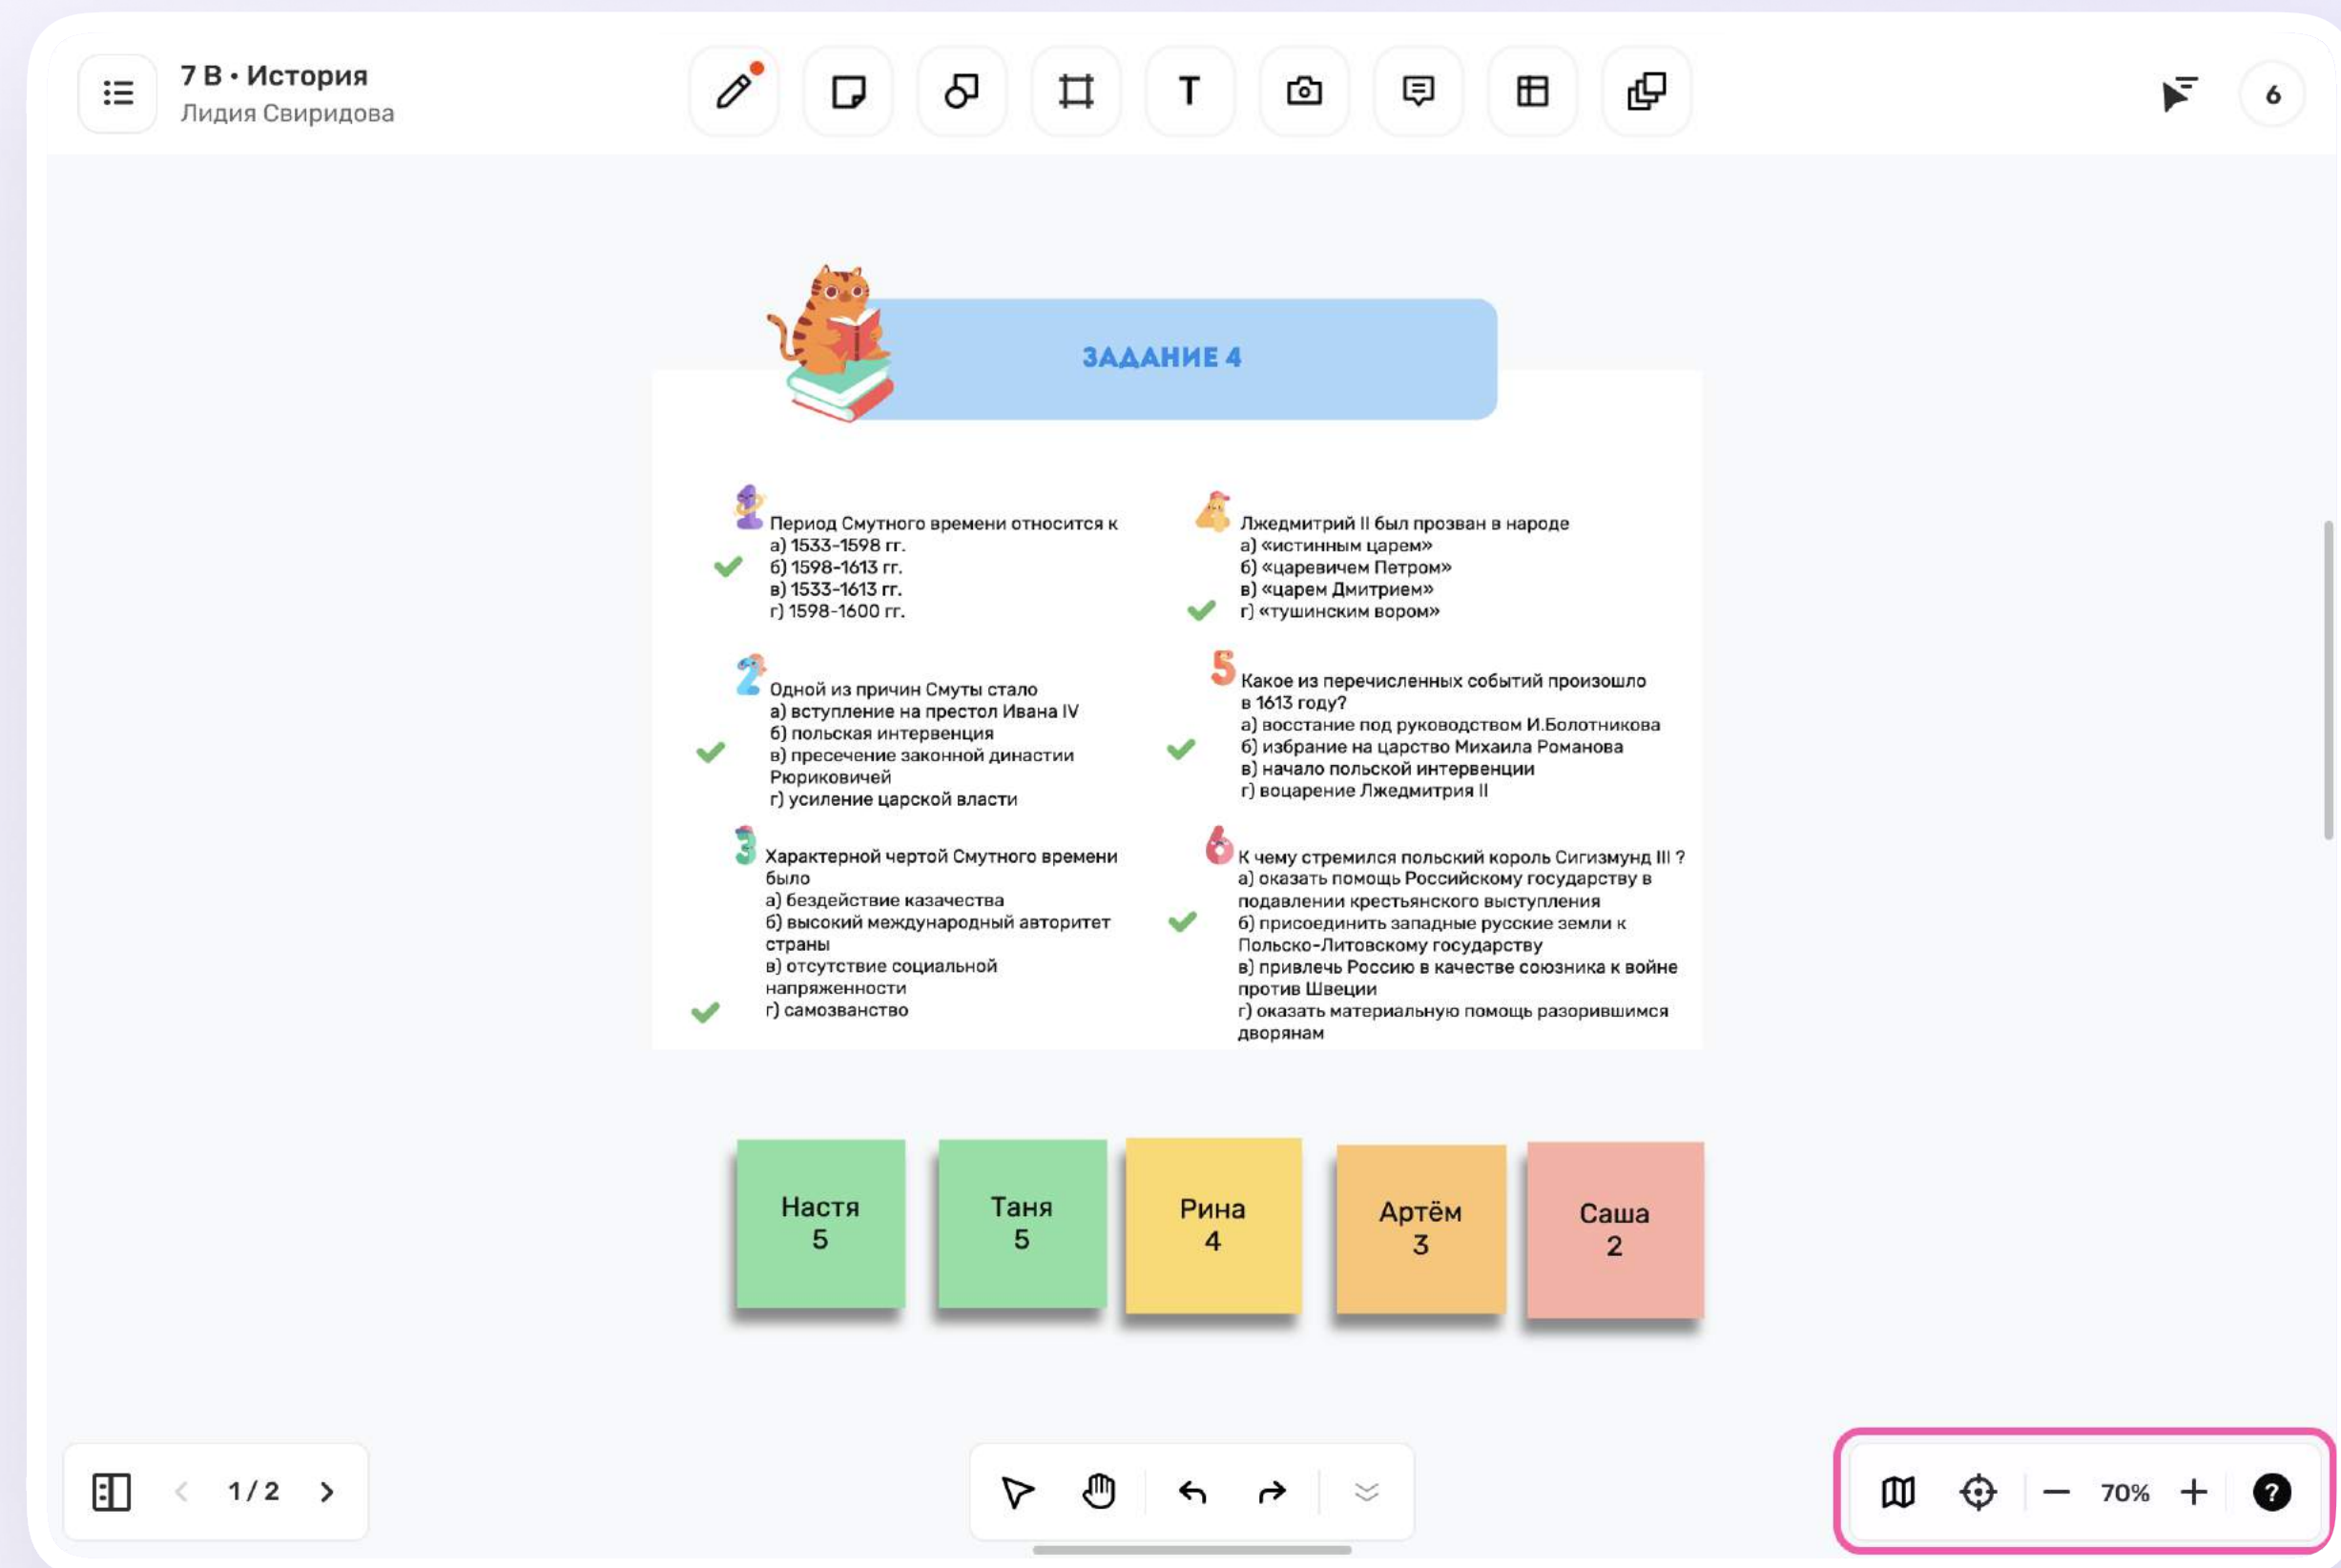 7 В • История
Лидия Свиридова
T
6
ЗАДАНИЕ 4
1
Период Смутного времени относится к
а) 1533-1598 гг.
б) 1598-1613 гг.
в) 1533-1613 гг.
г) 1598-1600 гг.
2
Одной из причин Смуты стало
а) вступление на престол Ивана IV
б) польская интервенция
в) пресечение законной династии
Рюриковичей
г) усиление царской власти
3
Характерной чертой Смутного времени
было
а) бездействие казачества
б) высокий международный авторитет
страны
в) отсутствие социальной
напряженности
г) самозванство
4
Лжедмитрий II был прозван в народе
а) «истинным царем»
б) «царевичем Петром»
в) «царем Дмитрием»
г) «тушинским вором»
5
Какое из перечисленных событий произошло
в 1613 году?
а) восстание под руководством И.Болотникова
б) избрание на царство Михаила Романова
в) начало польской интервенции
г) воцарение Лжедмитрия II
6
К чему стремился польский король Сигизмунд III ?
а) оказать помощь Российскому государству в
подавлении крестьянского выступления
б) присоединить западные русские земли к
Польско-Литовскому государству
в) привлечь Россию в качестве союзника к войне
против Швеции
г) оказать материальную помощь разорившимся
дворянам
Настя
5
Таня
5
Рина
4
Артём
3
Саша
2
1 / 2
70%
?